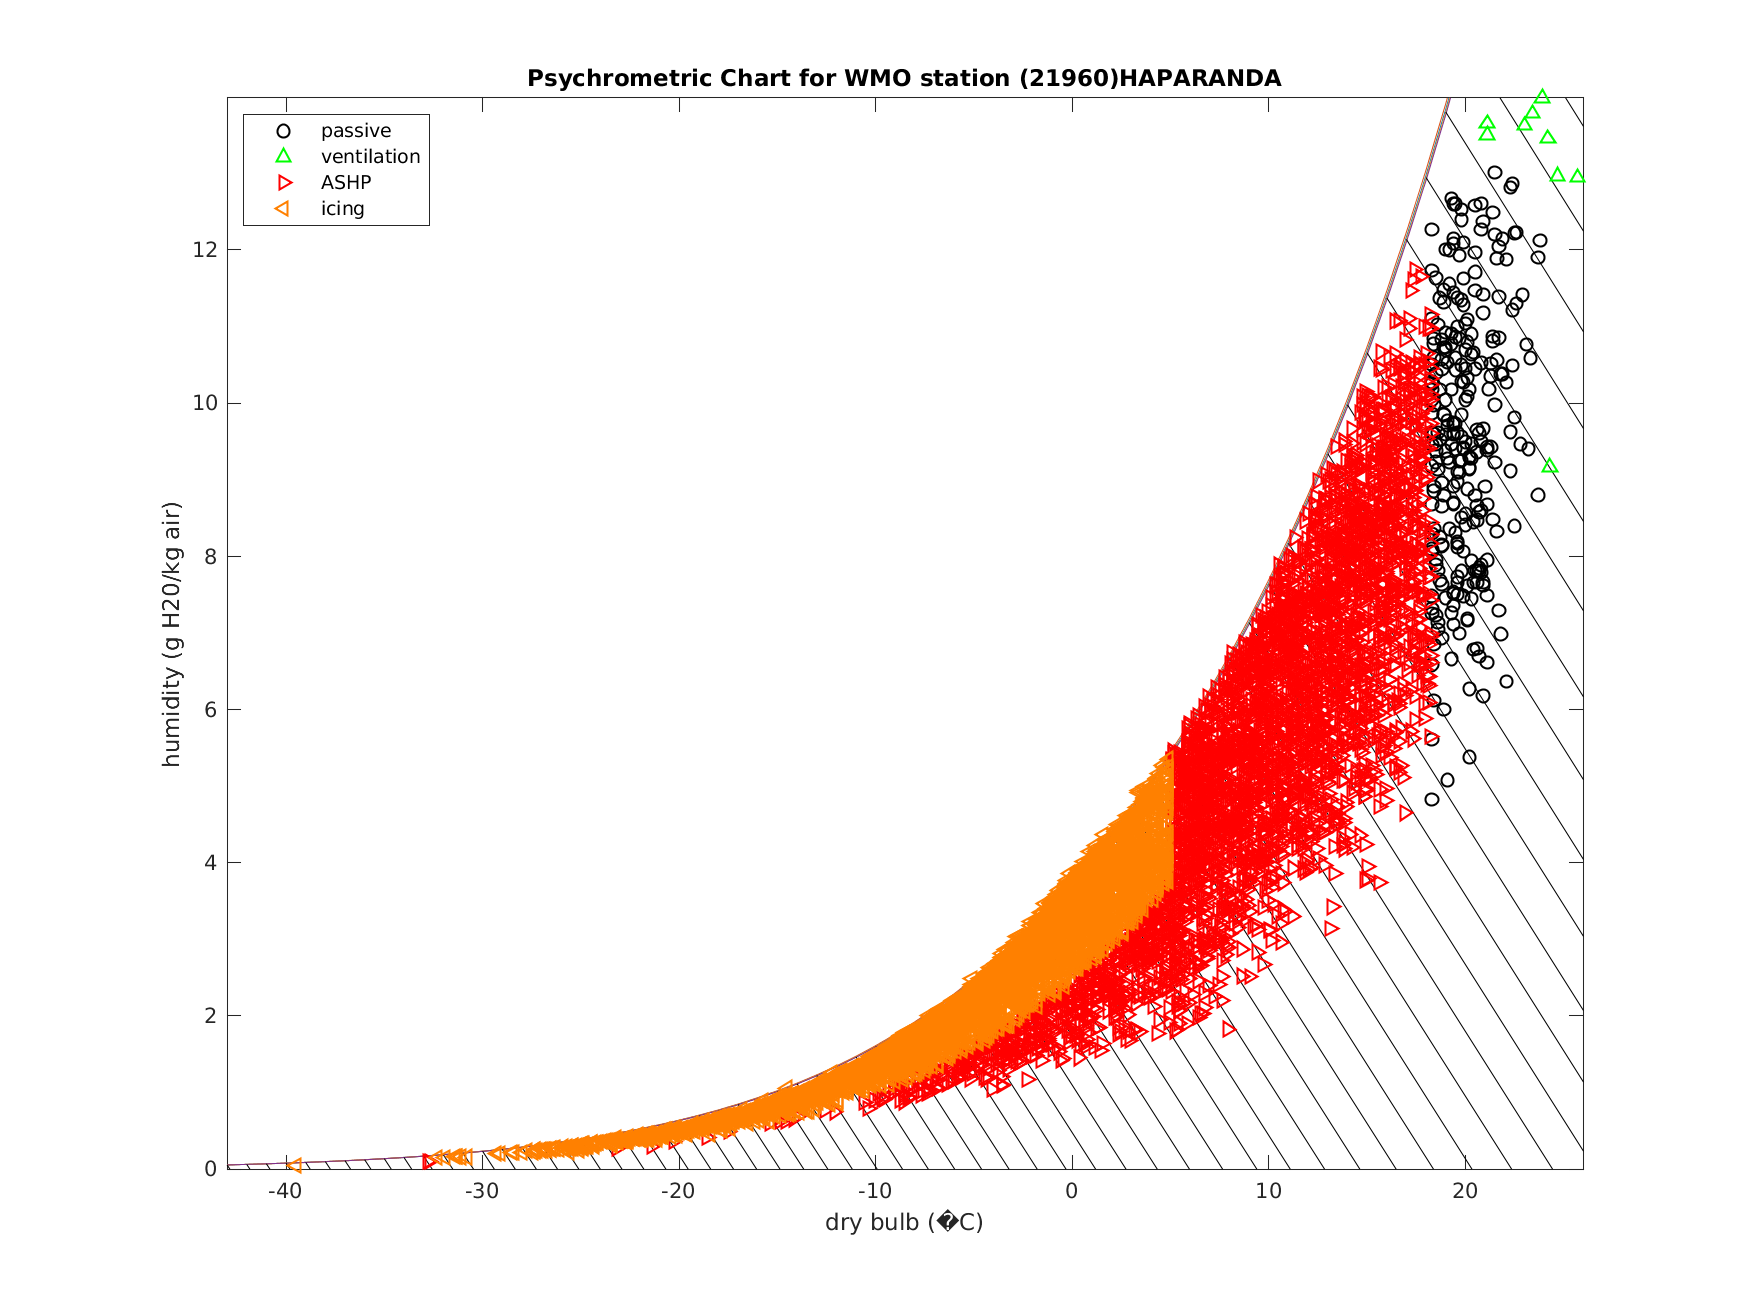 Psychrometric Chart for WMO station (21960)HAPARANDA
passive
ventilation
ASHP
icing
humidity (g H20/kg air)
12
10
8
6
4
2
0
-40 -30 -20 -10 0 10 20
dry bulb (�C)